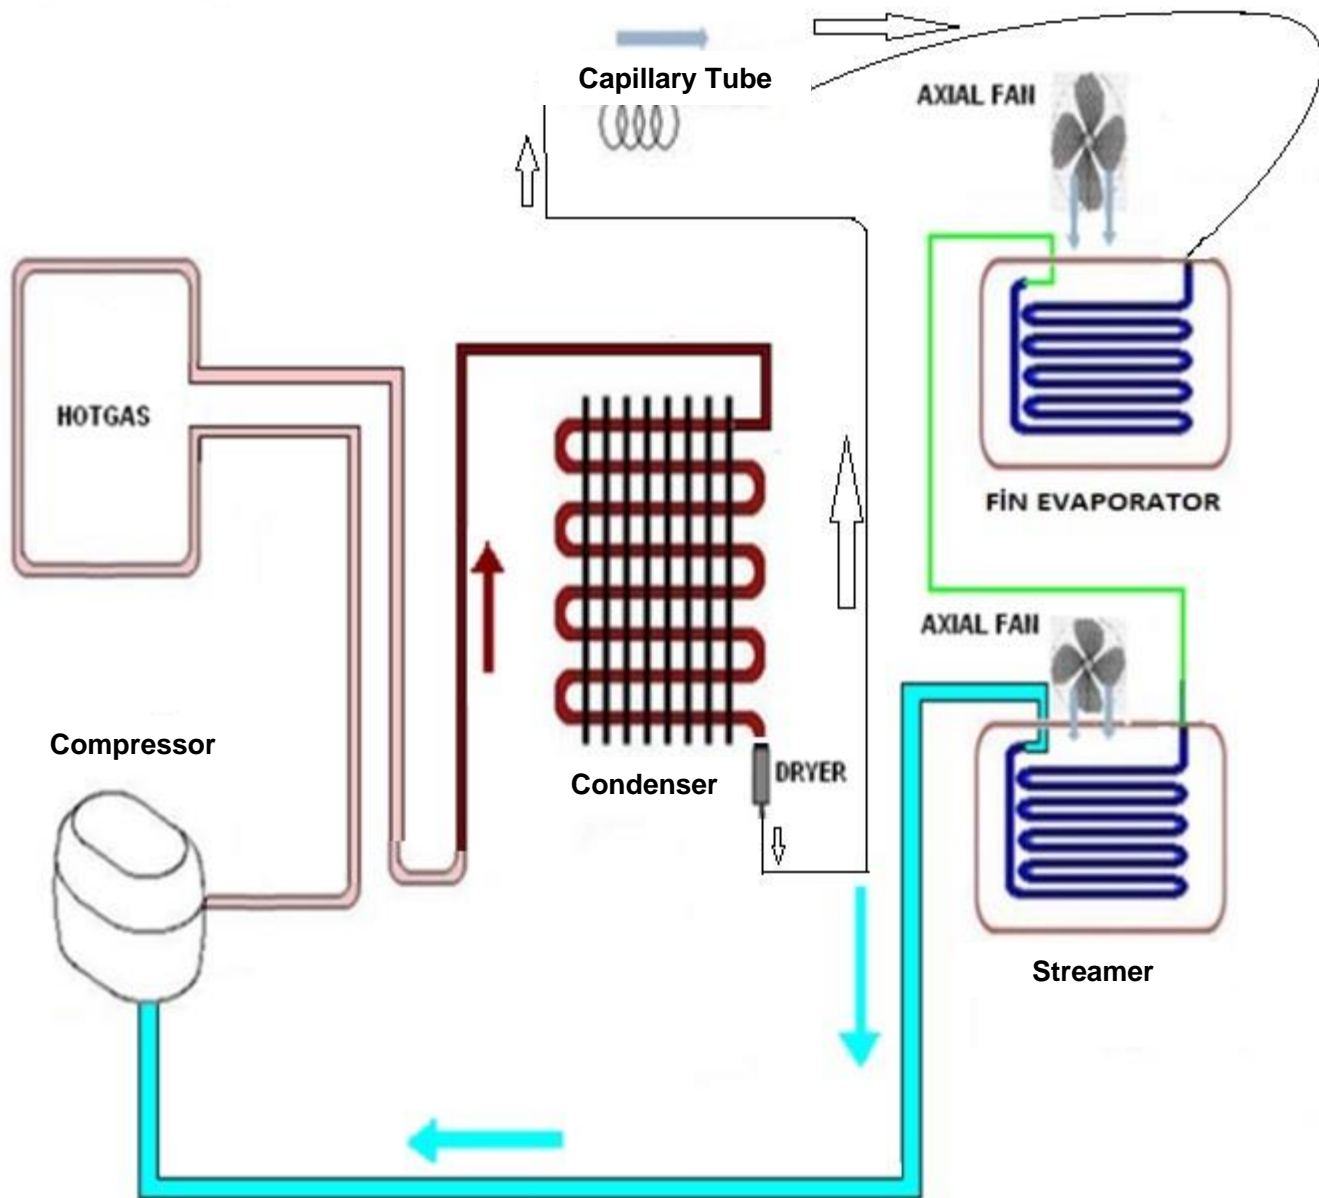 Capillary Tube
AXIAL FAN
HOTGAS
FİN EVAPORATOR
AXIAL FAN
Compressor
Condenser
DRYER
Streamer